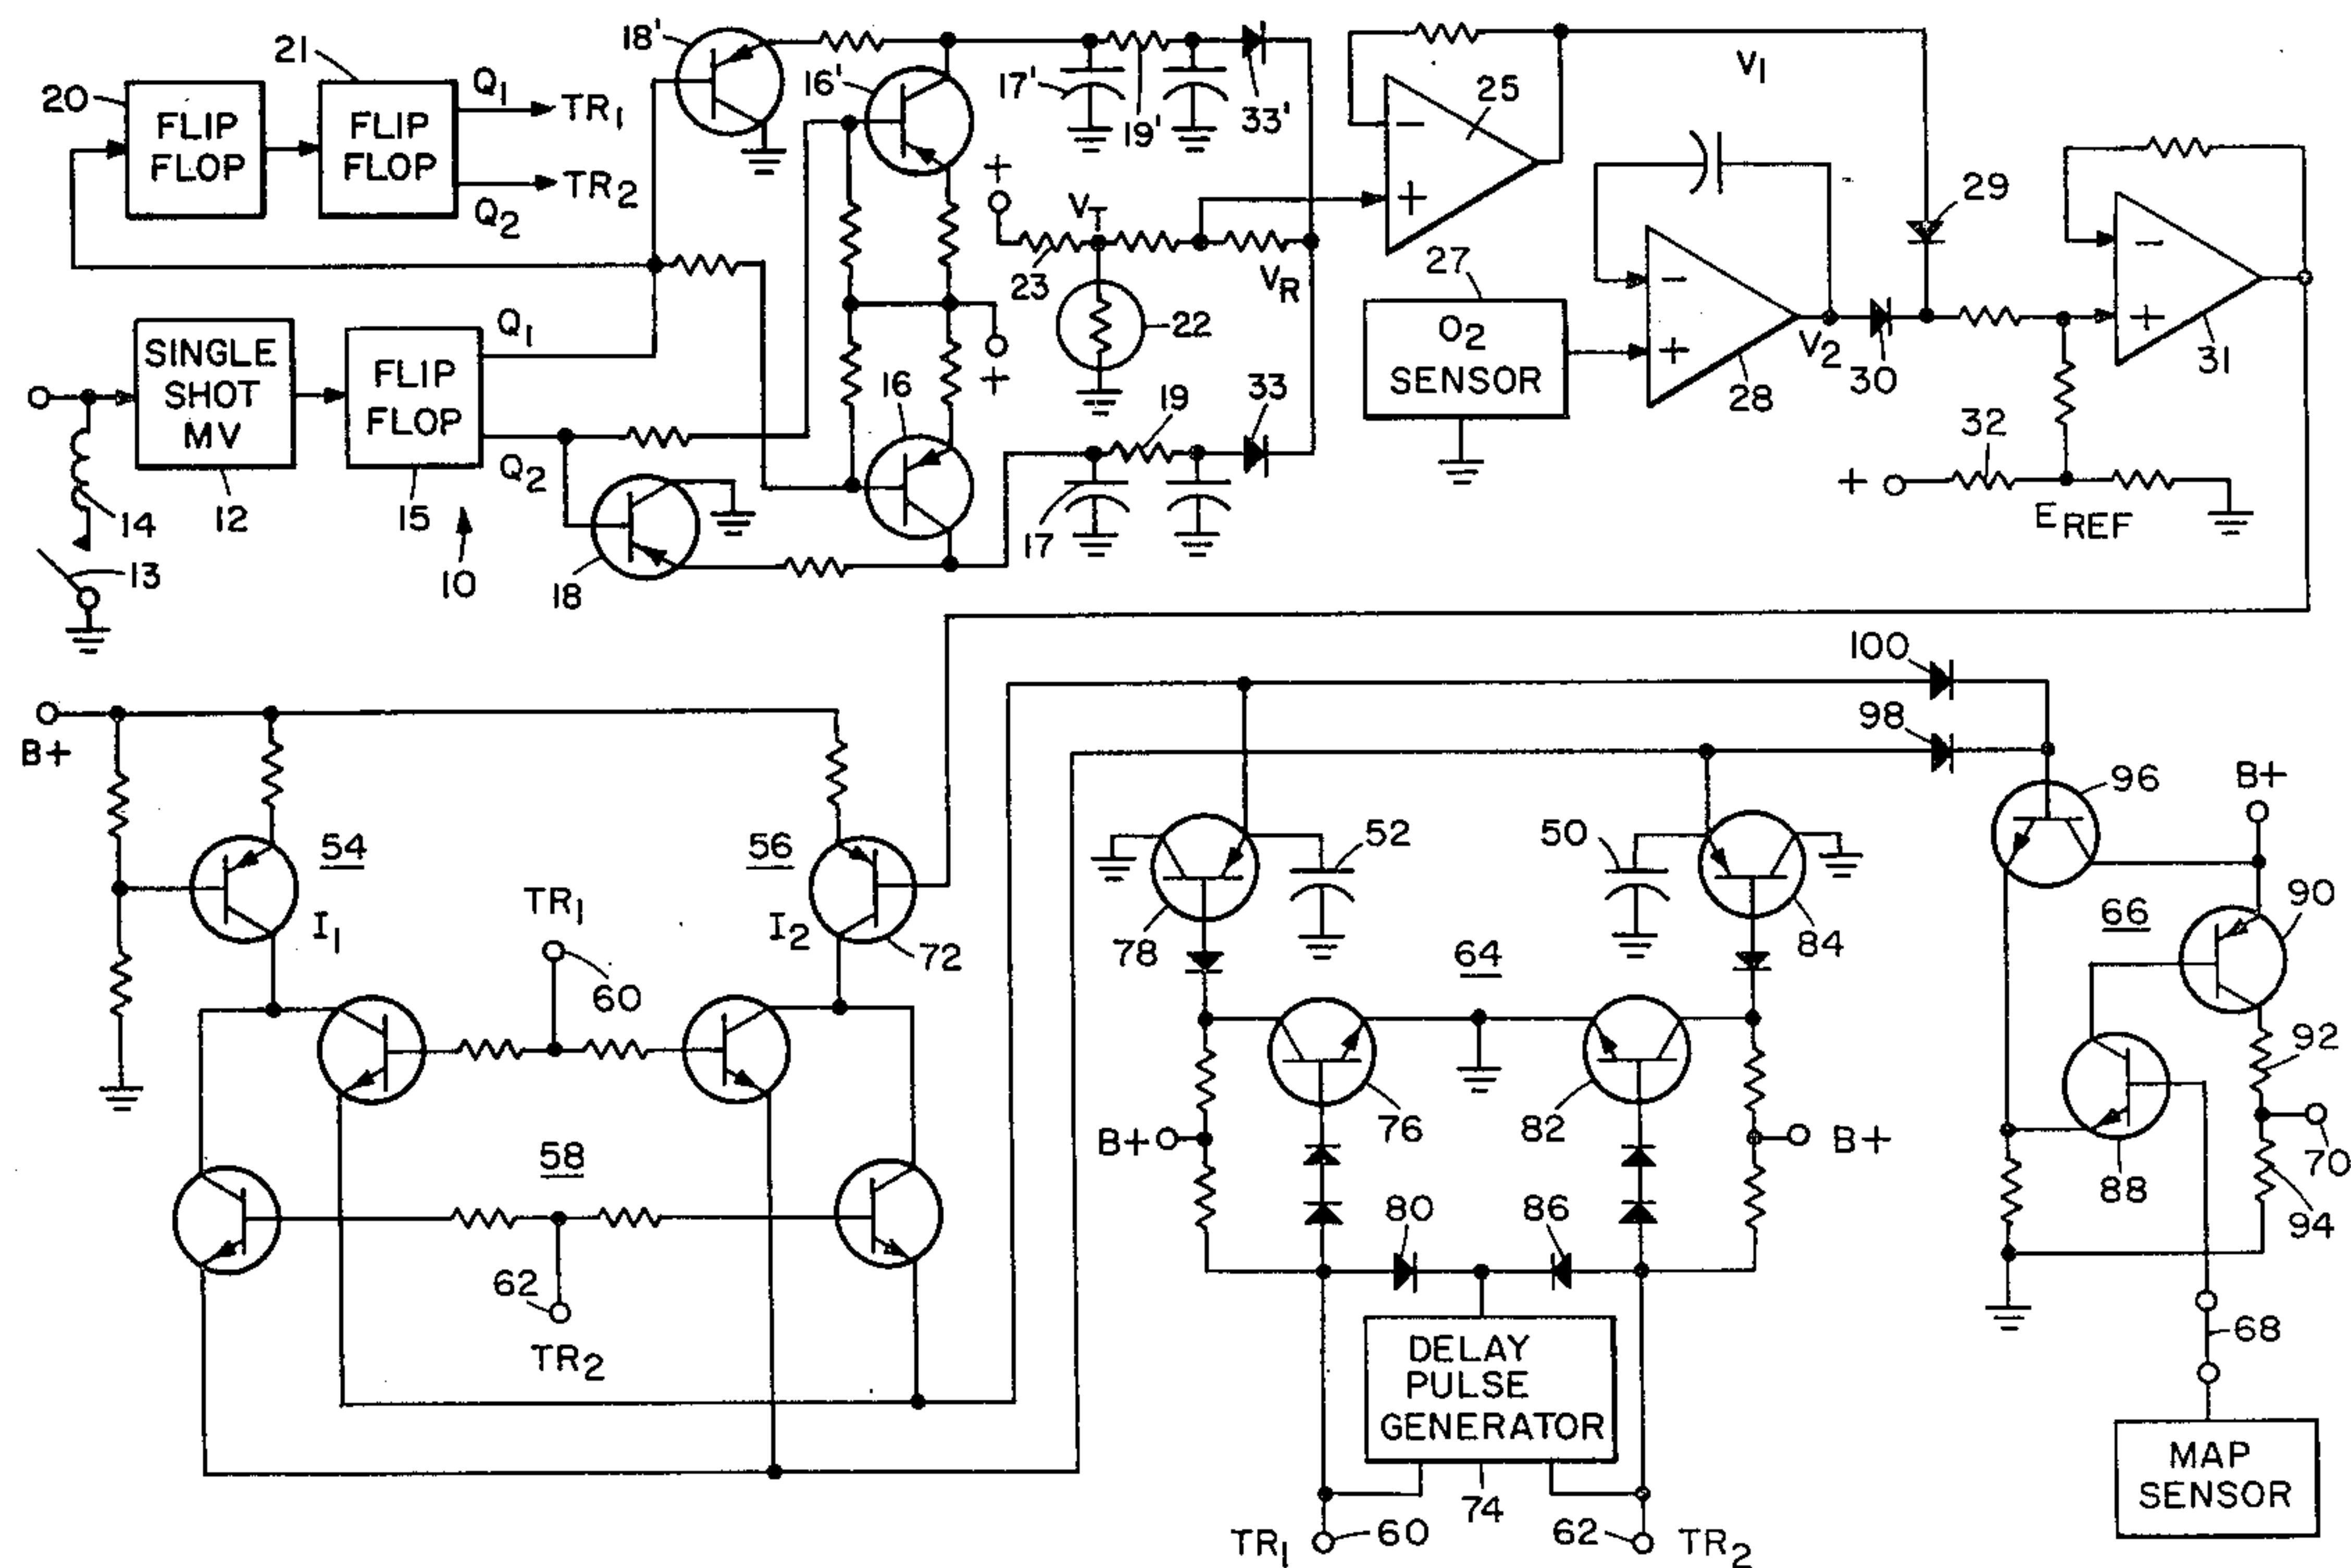 18'
21
20
FLIP
FLOP
FLIP
FLOP
Q1
TR1
TR2
Q2
16'
17'
19'
33'
25
−
+
V1
+
VT
23
22
VR
+
27
O2
SENSOR
−
+
28
V2
30
29
−
+
31
32
+
EREF
SINGLE
SHOT
MV
12
FLIP
FLOP
15
Q1
Q2
14
13
10
18
16
19
33
17
B+
54
I1
56
I2
72
TR1
60
58
62
TR2
100
98
52
78
50
84
64
76
82
B+
B+
80
86
DELAY
PULSE
GENERATOR
74
TR1
60
62
TR2
96
B+
90
66
92
70
88
94
68
MAP
SENSOR